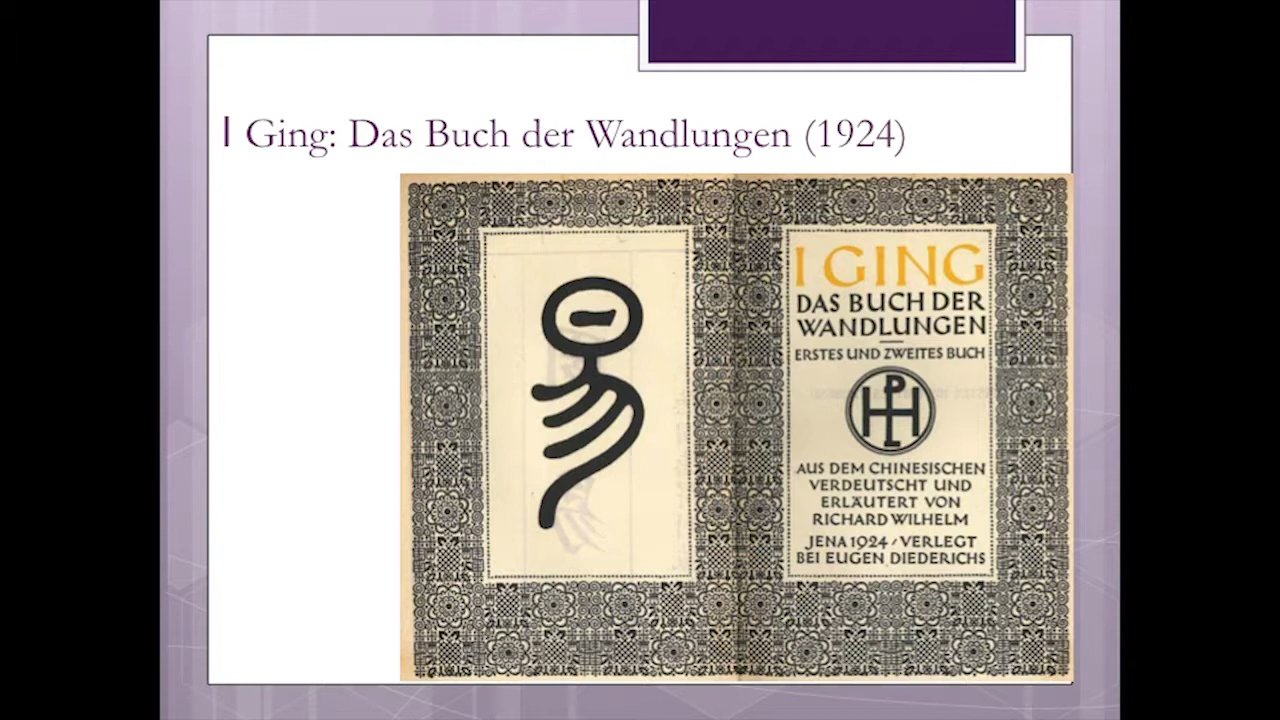 I Ging: Das Buch der Wandlungen (1924)
易
I GING
DAS BUCH DER
WANDLUNGEN
ERSTES UND ZWEITES BUCH
AUS DEM CHINESISCHEN
VERDEUTSCHT UND
ERLÄUTERT VON
RICHARD WILHELM
JENA 1924 / VERLEGT
BEI EUGEN DIEDERICHS